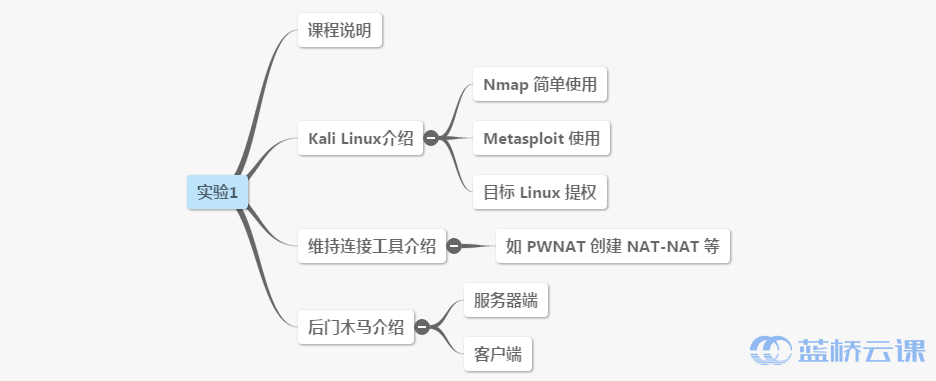 课程说明
Nmap 简单使用
Kali Linux介绍
Metasploit 使用
目标 Linux 提权
实验1
维持连接工具介绍
如 PWNAT 创建 NAT-NAT 等
服务器端
后门木马介绍
客户端
蓝桥云课